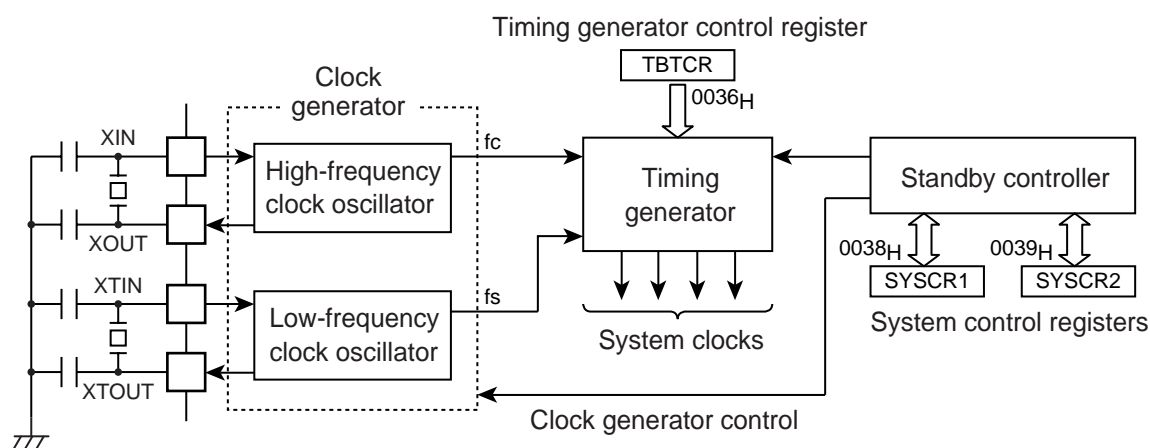 Timing generator control register
TBTCR
0036H
Clock
generator
XIN
High-frequency
clock oscillator
fc
XOUT
Timing
generator
Standby controller
0038H
0039H
SYSCR1
SYSCR2
System control registers
XTIN
Low-frequency
clock oscillator
fs
XTOUT
System clocks
Clock generator control